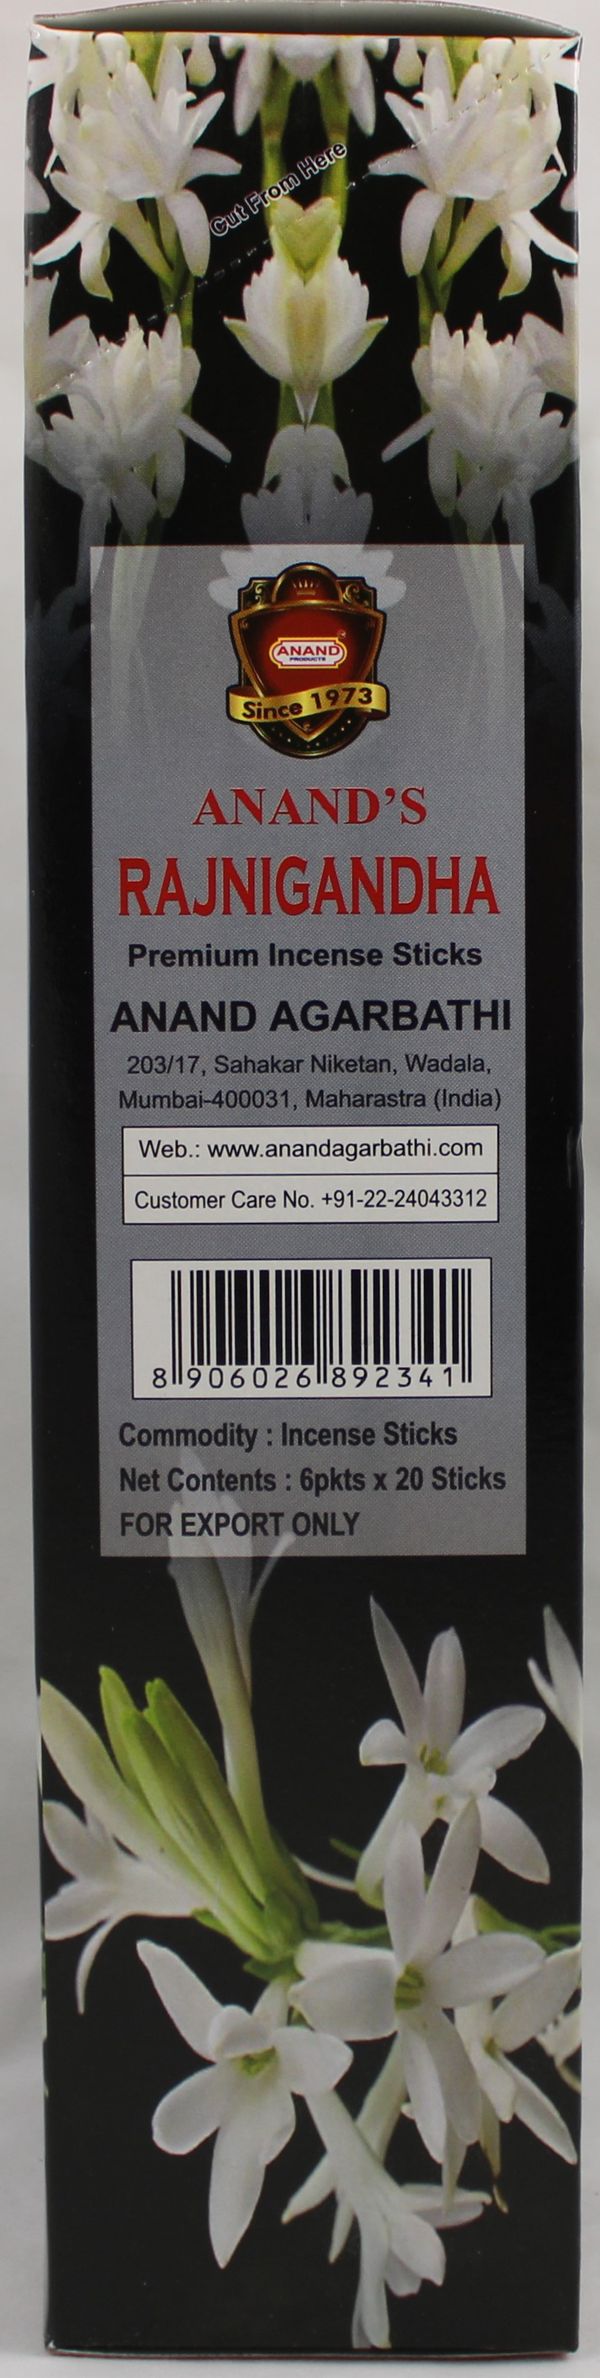 Cut From Here
ANAND
PRODUCTS
Since 1973
ANAND'S
RAJNIGANDHA
Premium Incense Sticks
ANAND AGARBATHI
203/17, Sahakar Niketan, Wadala,
Mumbai-400031, Maharastra (India)
Web.: www.anandagarbathi.com
Customer Care No. +91-22-24043312
8 906026 892341
Commodity : Incense Sticks
Net Contents : 6pkts x 20 Sticks
FOR EXPORT ONLY